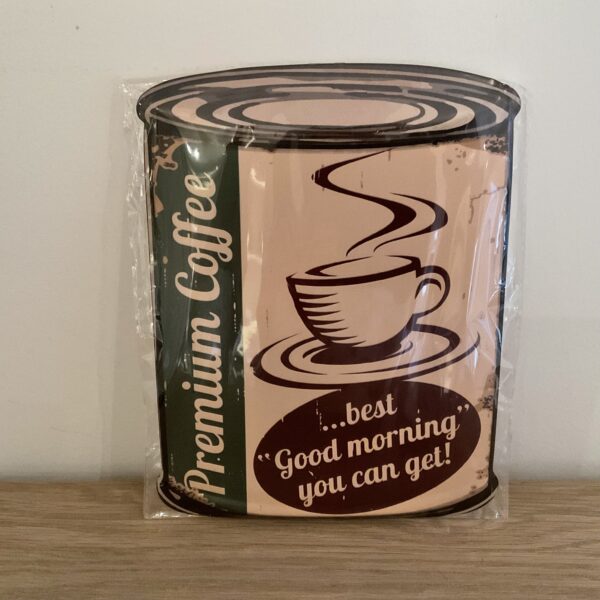 Premium Coffee
...best
“Good morning”
you can get!